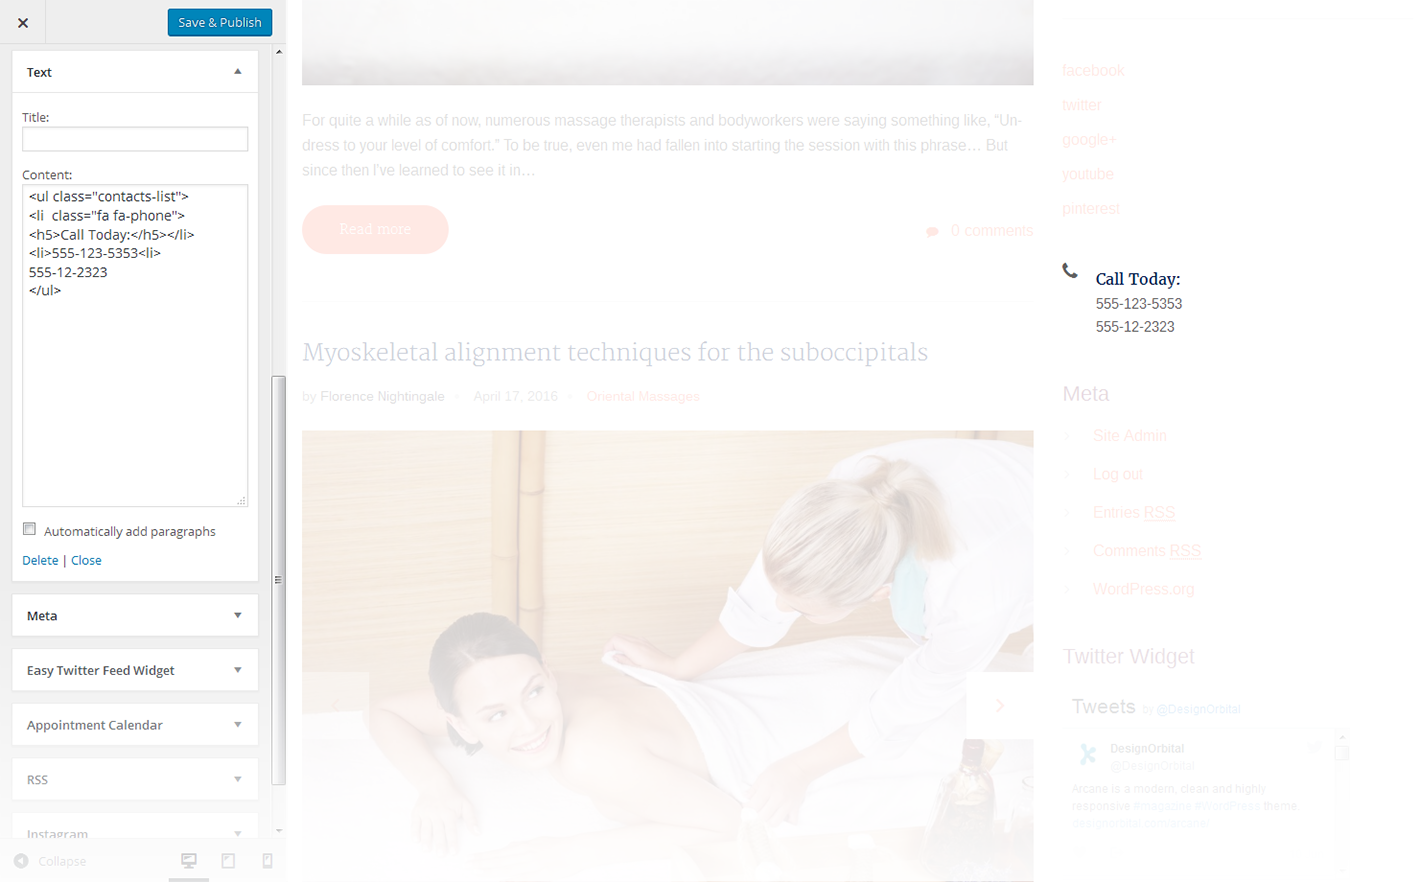 Save & Publish
Text
Title:
Content:
<ul class="contacts-list">
<li  class="fa fa-phone">
<h5>Call Today:</h5></li>
<li>555-123-5353<li>
555-12-2323
</ul>
Automatically add paragraphs
Delete | Close
Meta
Easy Twitter Feed Widget
Appointment Calendar
RSS
Instagram
Collapse
For quite a while as of now, numerous massage therapists and bodyworkers were saying something like, “Un-
dress to your level of comfort.” To be true, even me had fallen into starting the session with this phrase… But
since then I’ve learned to see it in…
Read more
0 comments
Myoskeletal alignment techniques for the suboccipitals
by Florence Nightingale
April 17, 2016
Oriental Massages
facebook
twitter
google+
youtube
pinterest
Call Today:
555-123-5353
555-12-2323
Meta
Site Admin
Log out
Entries RSS
Comments RSS
WordPress.org
Twitter Widget
Tweets by @DesignOrbital
DesignOrbital
@DesignOrbital
Arcane is a modern, clean and highly
responsive #magazine #WordPress theme.